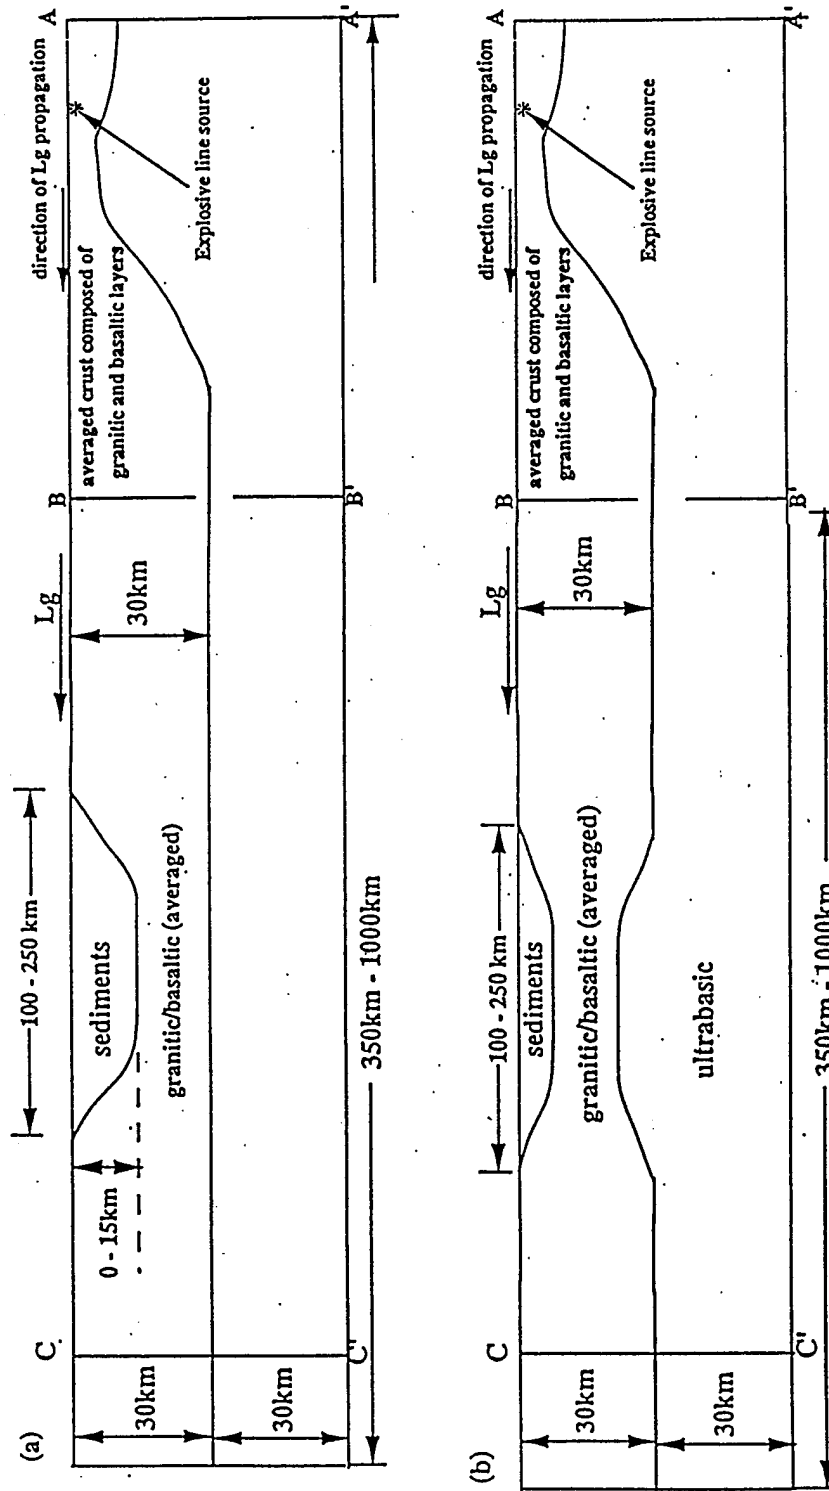 (a)
C
B
A
Lg
direction of Lg propagation
100 - 250 km
0 - 15km
sediments
30km
averaged crust composed of
granitic and basaltic layers
Explosive line source
*
granitic/basaltic (averaged)
30km
30km
C'
B'
A'
350km - 1000km
(b)
C
B
A
Lg
direction of Lg propagation
100 - 250 km
sediments
30km
averaged crust composed of
granitic and basaltic layers
Explosive line source
*
granitic/basaltic (averaged)
30km
30km
ultrabasic
C'
B'
A'
350km - 1000km